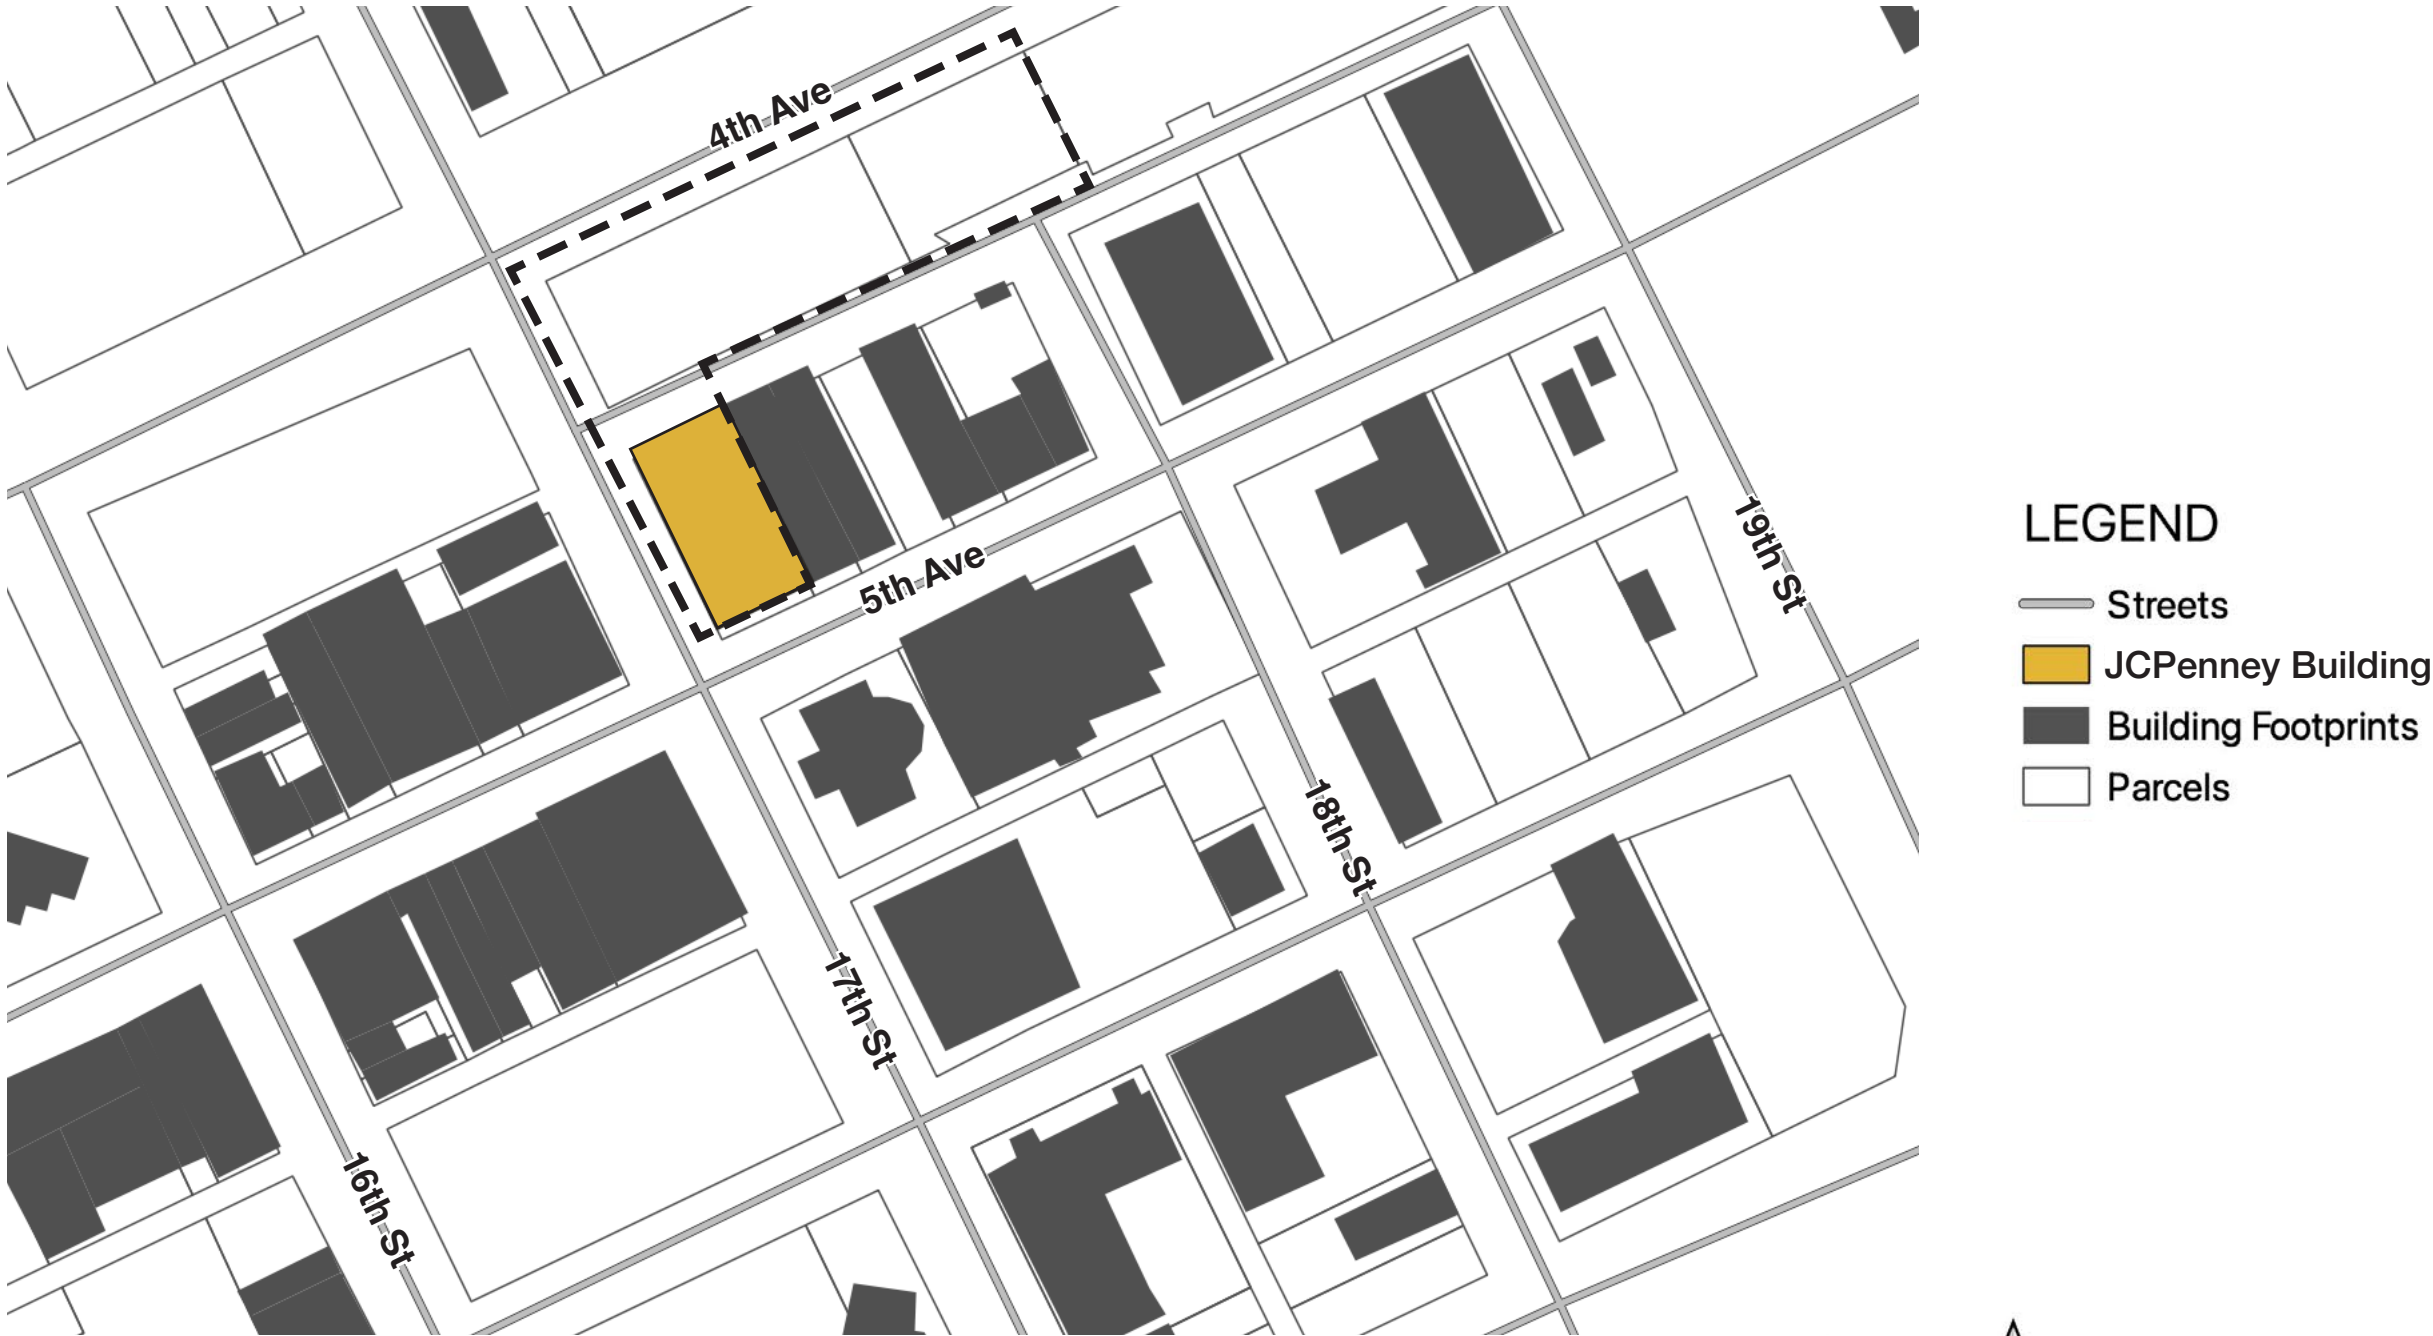 4th Ave
5th Ave
19th St
18th St
17th St
16th St
LEGEND
Streets
JCPenney Building
Building Footprints
Parcels